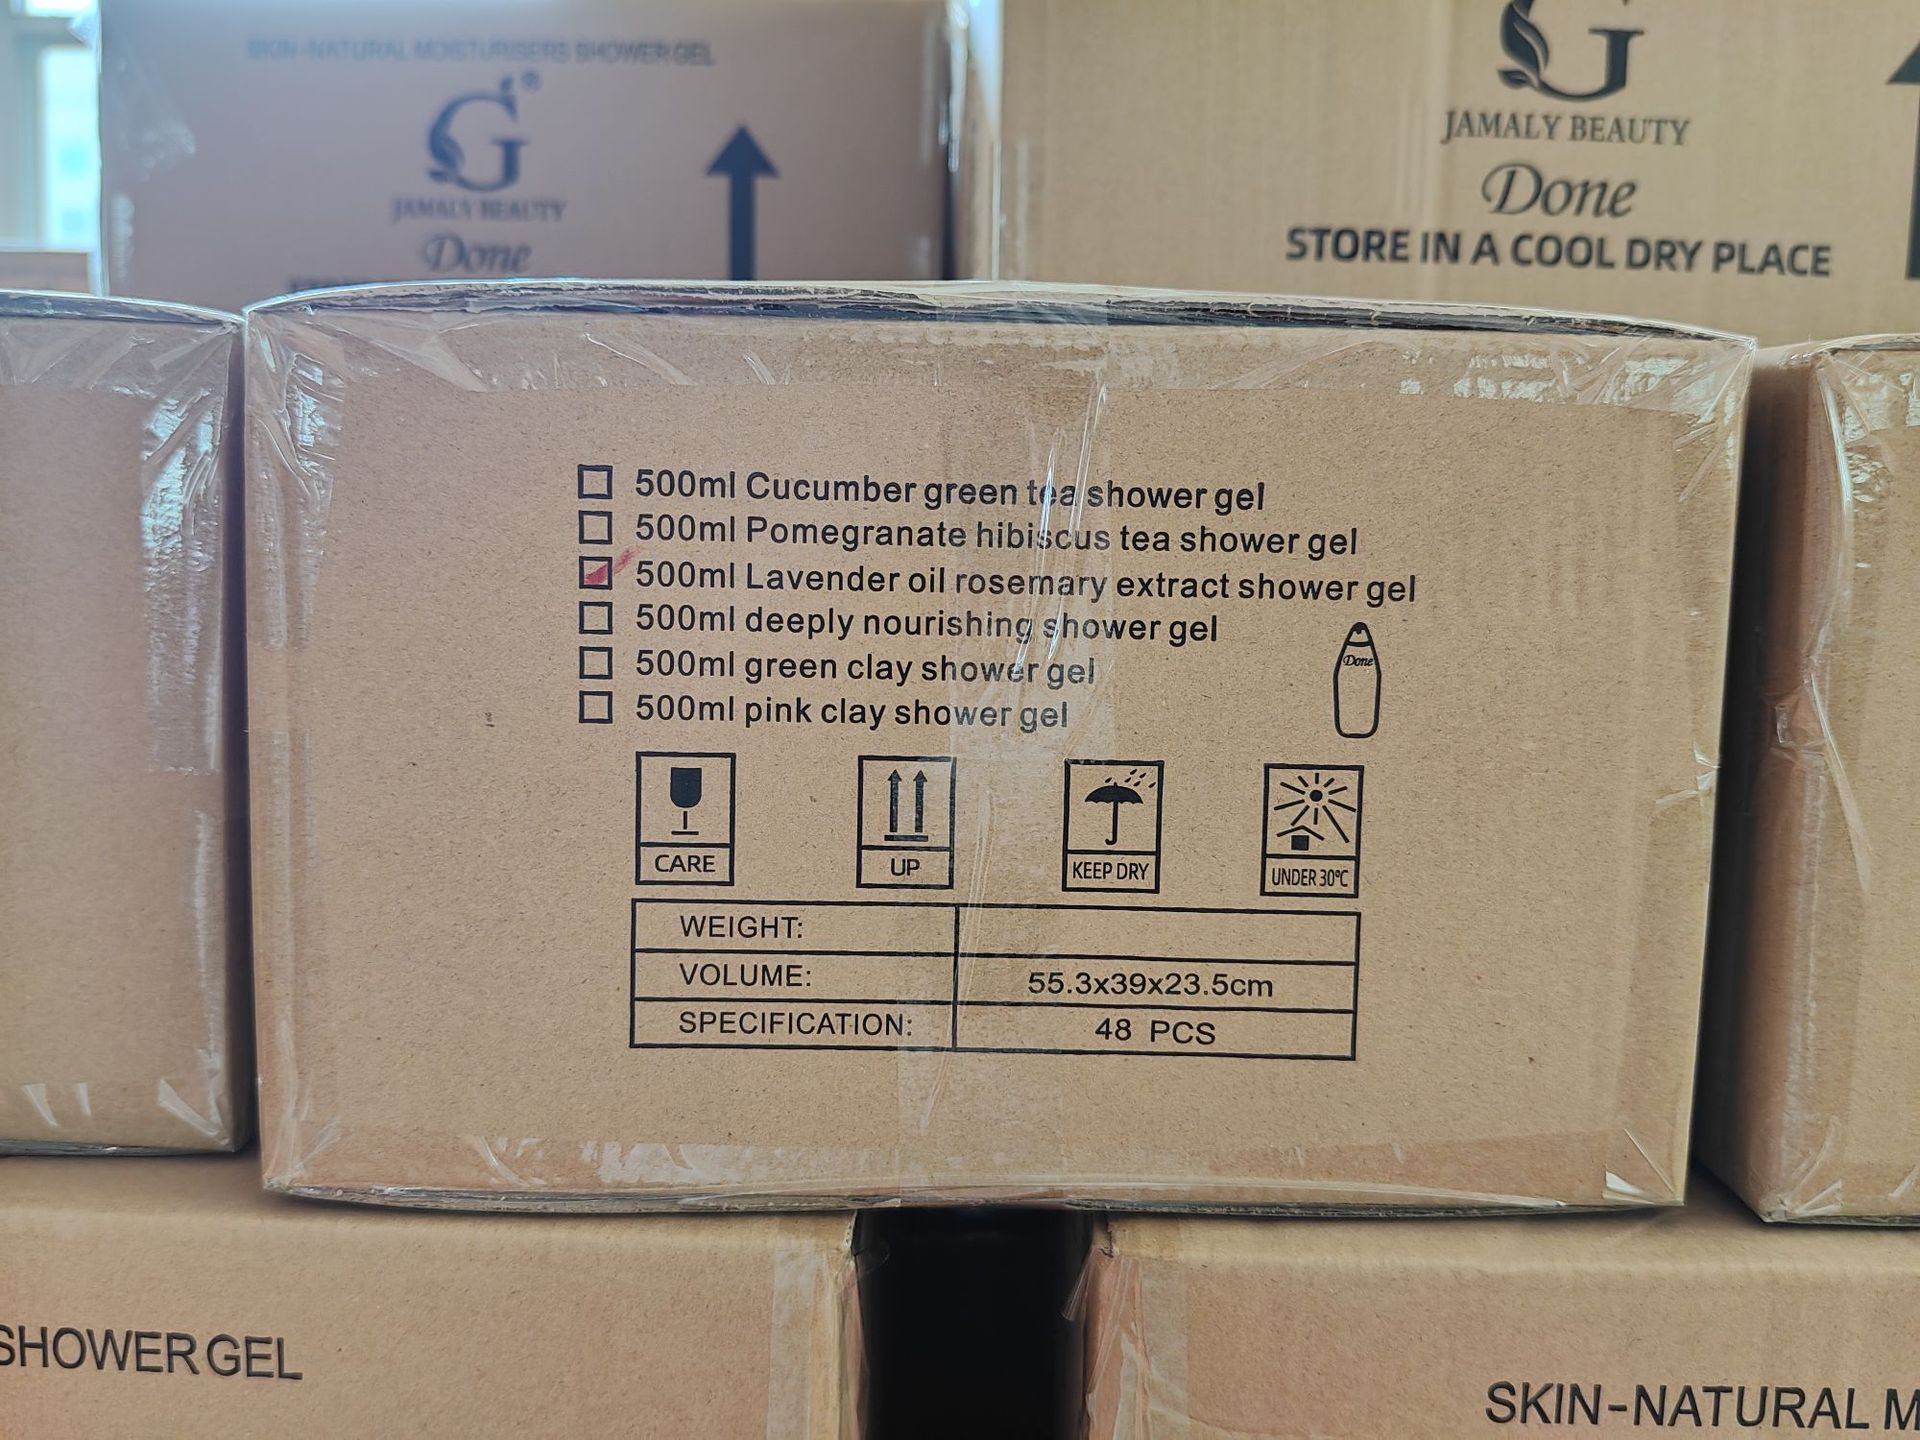 SKIN-NATURAL MOISTURISERS SHOWER GEL
G®
JAMALY BEAUTY
Done
G
JAMALY BEAUTY
Done
STORE IN A COOL DRY PLACE
500ml Cucumber green tea shower gel
500ml Pomegranate hibiscus tea shower gel
500ml Lavender oil rosemary extract shower gel
500ml deeply nourishing shower gel
500ml green clay shower gel
500ml pink clay shower gel
Done
CARE
UP
KEEP DRY
UNDER 30°C
WEIGHT:
VOLUME: 55.3x39x23.5cm
SPECIFICATION: 48 PCS
SHOWER GEL
SKIN-NATURAL M